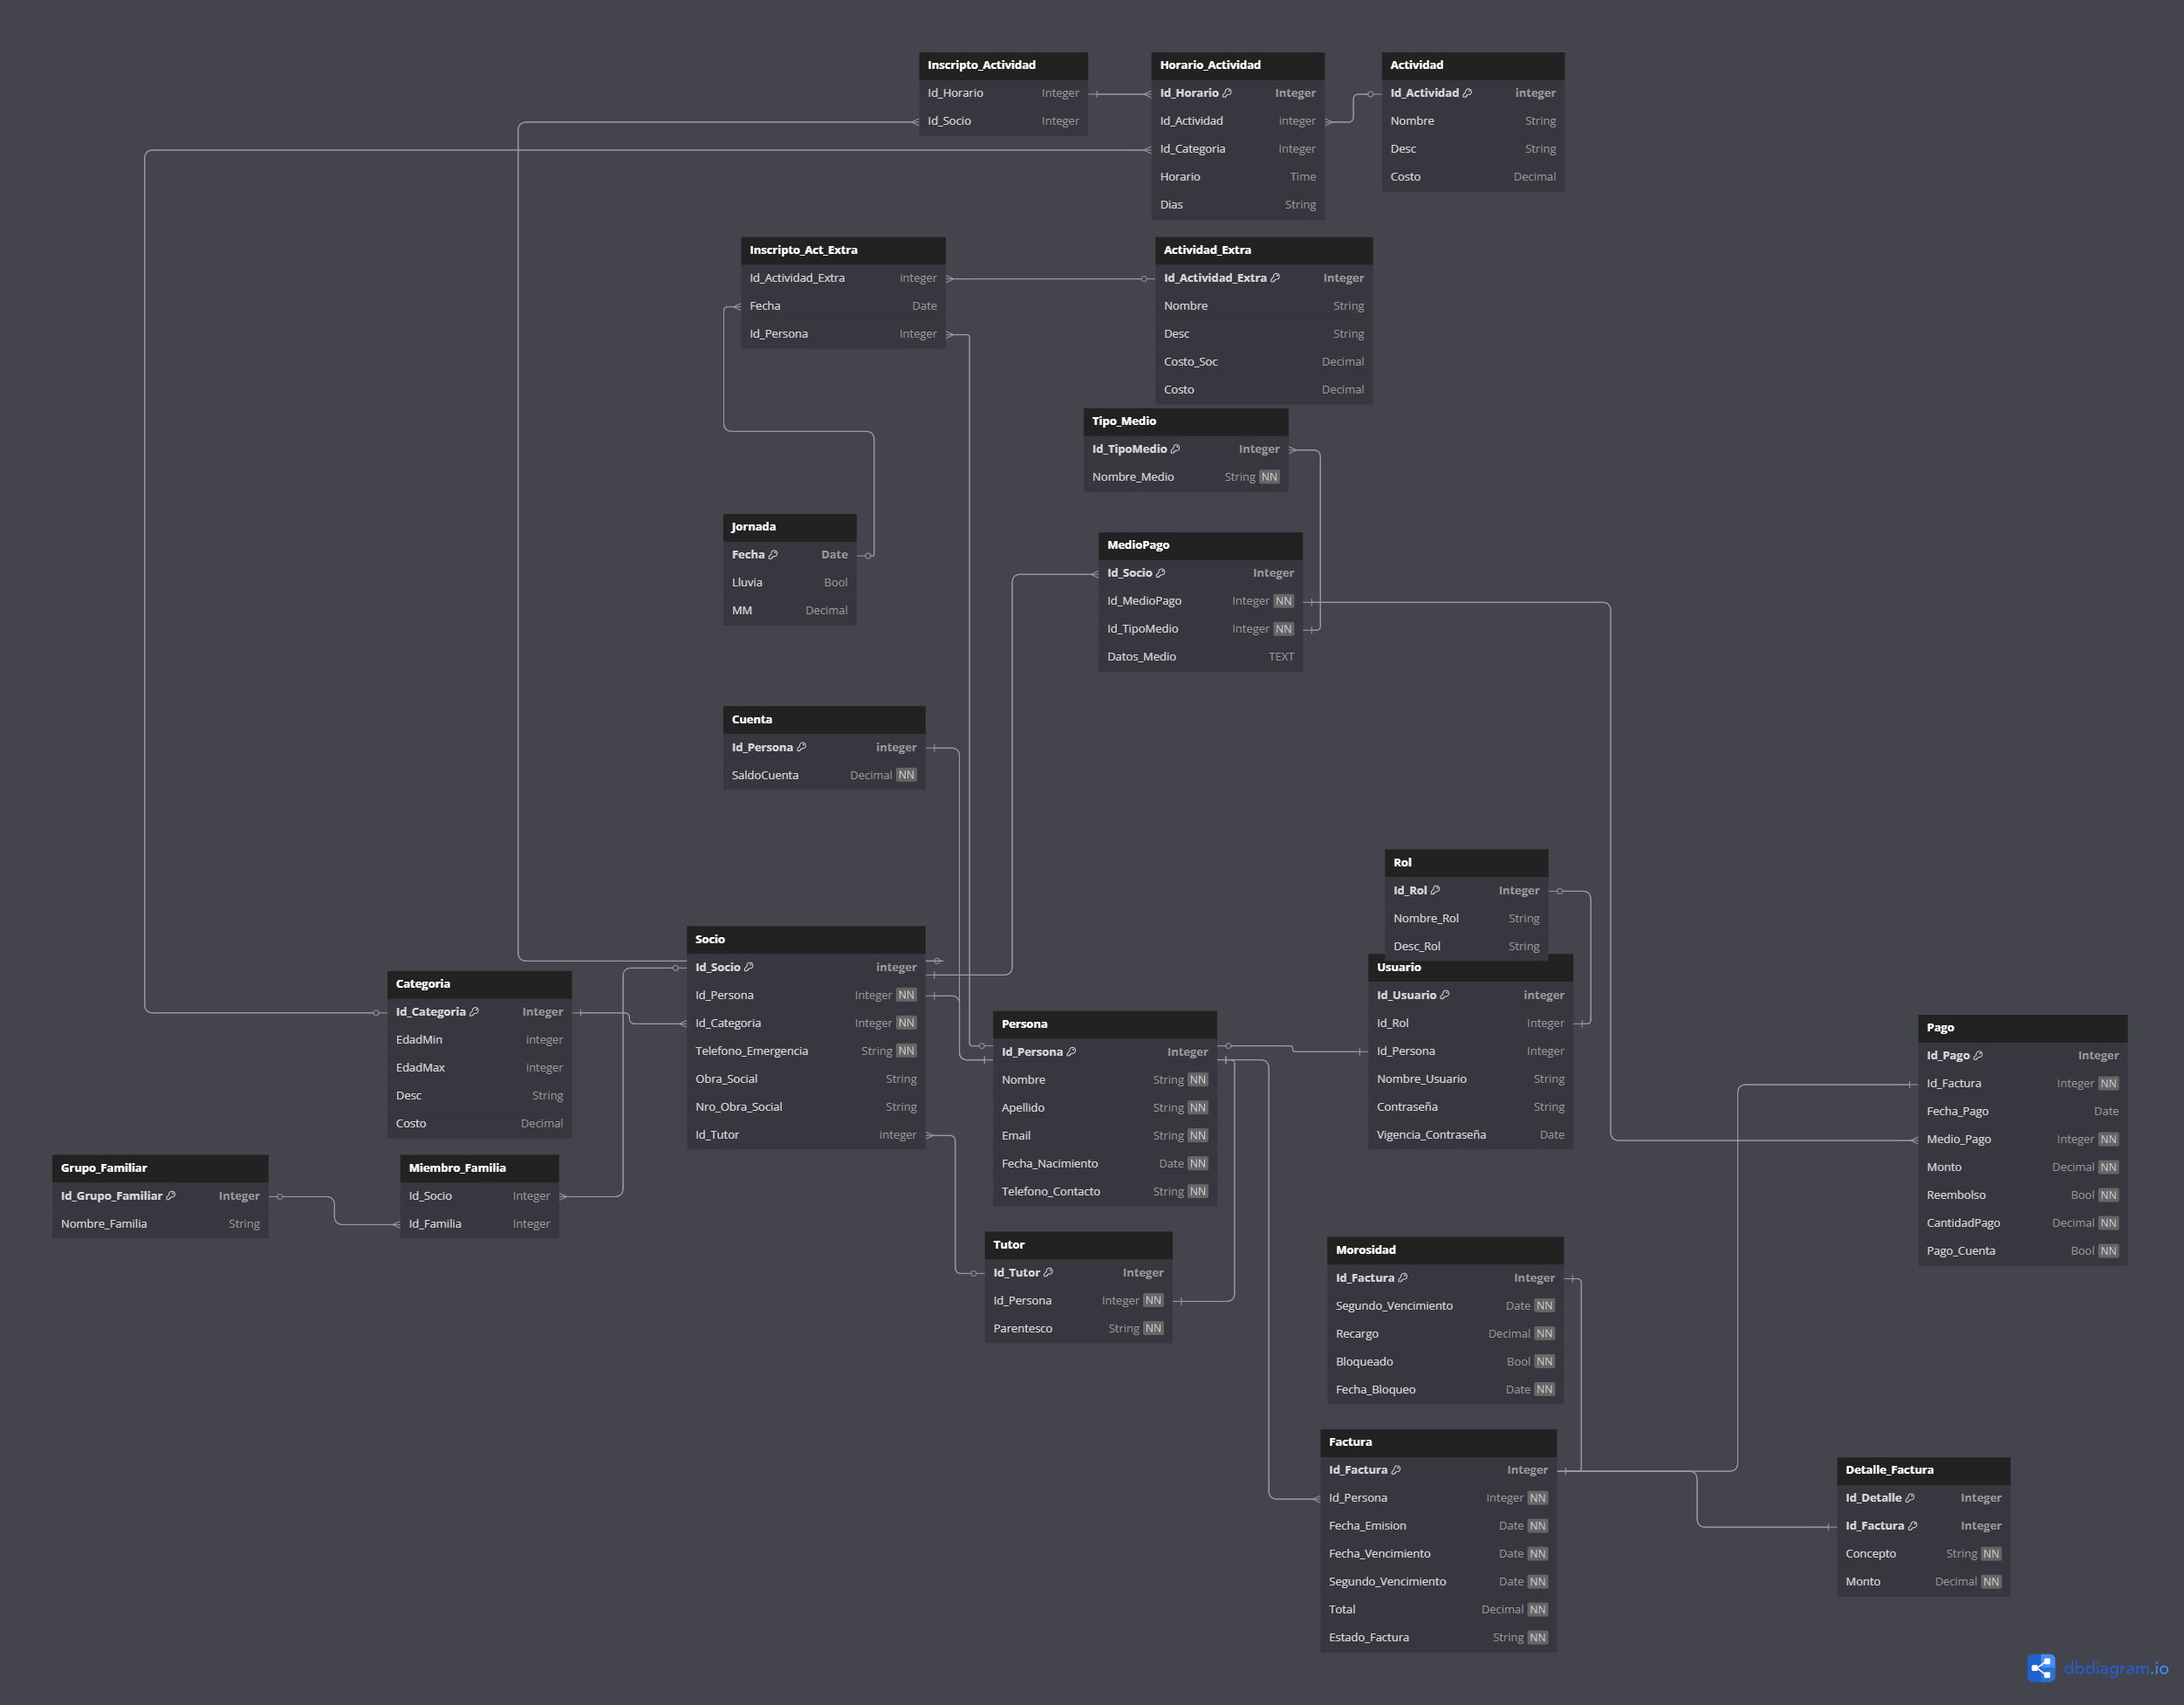 Inscripto_Actividad
Id_Horario Integer
Id_Socio Integer
Horario_Actividad
Id_Horario Integer
Id_Actividad integer
Id_Categoria Integer
Horario Time
Dias String
Actividad
Id_Actividad integer
Nombre String
Desc String
Costo Decimal
Inscripto_Act_Extra
Id_Actividad_Extra integer
Fecha Date
Id_Persona Integer
Actividad_Extra
Id_Actividad_Extra Integer
Nombre String
Desc String
Costo_Soc Decimal
Costo Decimal
Tipo_Medio
Id_TipoMedio Integer
Nombre_Medio String NN
Jornada
Fecha Date
Lluvia Bool
MM Decimal
MedioPago
Id_Socio Integer
Id_MedioPago Integer NN
Id_TipoMedio Integer NN
Datos_Medio TEXT
Cuenta
Id_Persona integer
SaldoCuenta Decimal NN
Rol
Id_Rol Integer
Nombre_Rol String
Desc_Rol String
Socio
Id_Socio integer
Id_Persona Integer NN
Id_Categoria Integer NN
Telefono_Emergencia String NN
Obra_Social String
Nro_Obra_Social String
Id_Tutor integer
Usuario
Id_Usuario integer
Id_Rol Integer
Id_Persona Integer
Nombre_Usuario String
Contraseña String
Vigencia_Contraseña Date
Categoria
Id_Categoria Integer
EdadMin integer
EdadMax integer
Desc String
Costo Decimal
Persona
Id_Persona Integer
Nombre String NN
Apellido String NN
Email String NN
Fecha_Nacimiento Date NN
Telefono_Contacto String NN
Pago
Id_Pago Integer
Id_Factura Integer NN
Fecha_Pago Date
Medio_Pago Integer NN
Monto Decimal NN
Reembolso Bool NN
CantidadPago Decimal NN
Pago_Cuenta Bool NN
Grupo_Familiar
Id_Grupo_Familiar Integer
Nombre_Familia String
Miembro_Familia
Id_Socio Integer
Id_Familia Integer
Tutor
Id_Tutor Integer
Id_Persona Integer NN
Parentesco String NN
Morosidad
Id_Factura Integer
Segundo_Vencimiento Date NN
Recargo Decimal NN
Bloqueado Bool NN
Fecha_Bloqueo Date NN
Factura
Id_Factura Integer
Id_Persona Integer NN
Fecha_Emision Date NN
Fecha_Vencimiento Date NN
Segundo_Vencimiento Date NN
Total Decimal NN
Estado_Factura String NN
Detalle_Factura
Id_Detalle Integer
Id_Factura Integer
Concepto String NN
Monto Decimal NN
dbdiagram.io